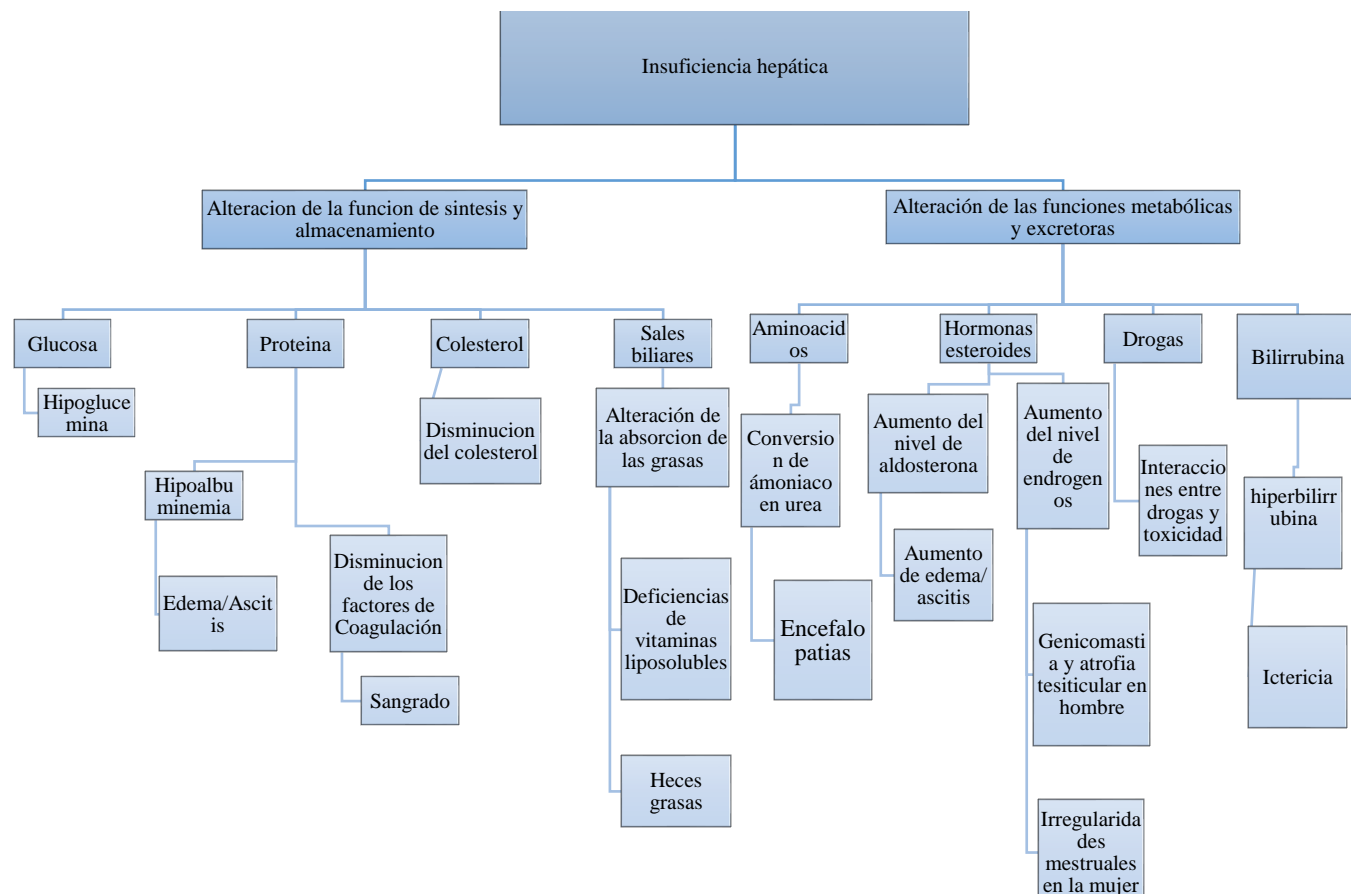 Insuficiencia hepática
Alteracion de la funcion de sintesis y
almacenamiento
Alteración de las funciones metabólicas
y excretoras
Glucosa
Hipogluce
mina
Proteina
Hipoalbu
minemia
Edema/Ascit
is
Disminucion
de los
factores de
Coagulación
Sangrado
Colesterol
Disminucion
del colesterol
Sales
biliares
Alteración de
la absorcion de
las grasas
Deficiencias
de
vitaminas
liposolubles
Heces
grasas
Aminoacid
os
Conversio
n de
ámoniaco
en urea
Encefalo
patias
Hormonas
esteroides
Aumento del
nivel de
aldosterona
Aumento
de edema/
ascitis
Aumento
del nivel
de
endrogen
os
Genicomasti
a y atrofia
tesiticular en
hombre
Irregularida
des
mestruales
en la mujer
Drogas
Interaccio
nes entre
drogas y
toxicidad
Bilirrubina
hiperbilirr
ubina
Ictericia